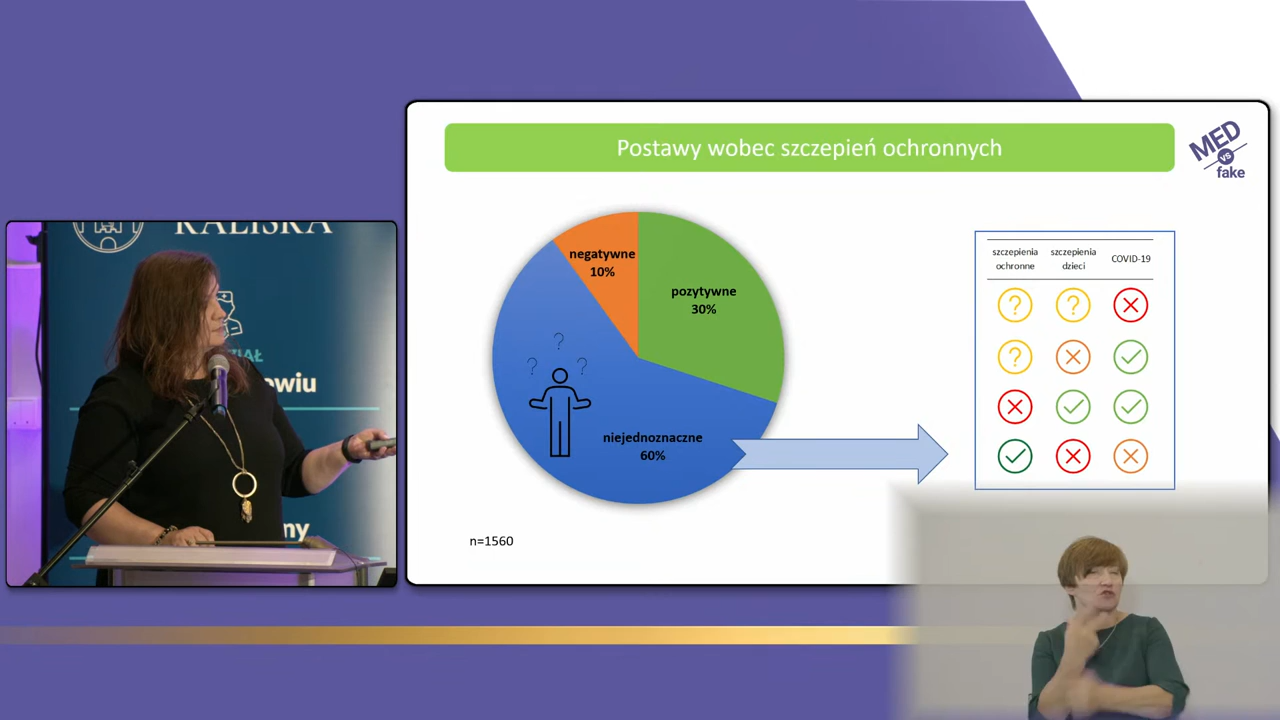 Postawy wobec szczepień ochronnych
MED
vs
fake
negatywne
10%
pozytywne
30%
?
? ?
niejednoznaczne
60%
n=1560
szczepienia
ochronne
szczepienia
dzieci
COVID-19
? ?
?
KALISKA